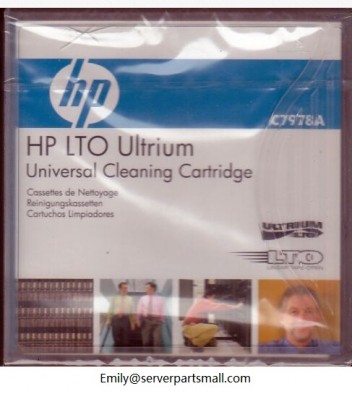 hp
C7978A
HP LTO Ultrium
Universal Cleaning Cartridge
Cassettes de Nettoyage
Reinigungskassetten
Cartuchos Limpiadores
ULTRIUM
LTO
Emily@serverpartsmall.com